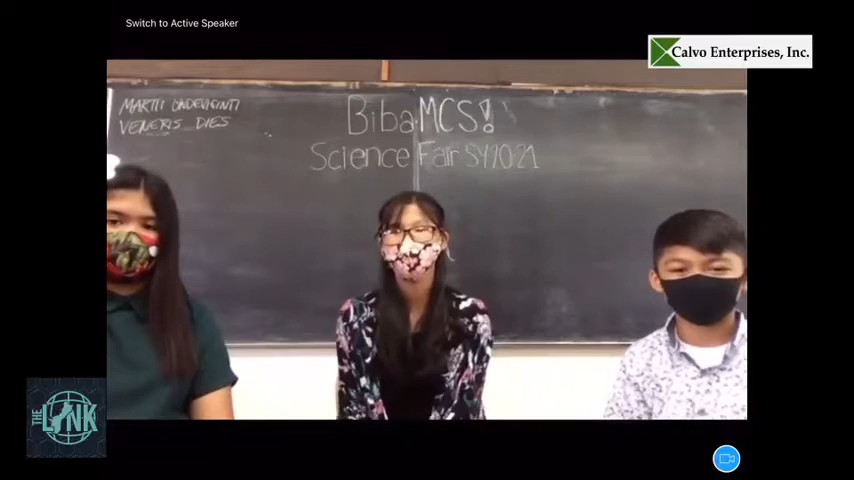 Switch to Active Speaker
Calvo Enterprises, Inc.
MARTII UNDEVIGINTI
VENERIS DIES
Biba MCS!
Science Fair SY2021
THE LINK